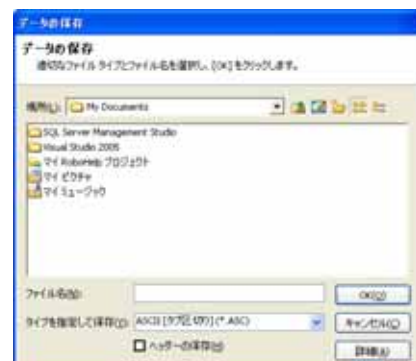 データの保存
データの保存
適切なファイル タイプとファイル名を選択し、[OK]をクリックします。
場所(L): My Documents
SQL Server Management Studio
Visual Studio 2005
マイ RoboHelp プロジェクト
マイ ピクチャ
マイ ミュージック
ファイル名(N):
OK(O)
タイプを指定して保存(T): ASCII [タブ区切り] (*.ASC)
キャンセル(C)
ヘッダーの保存(H)
詳細(A)